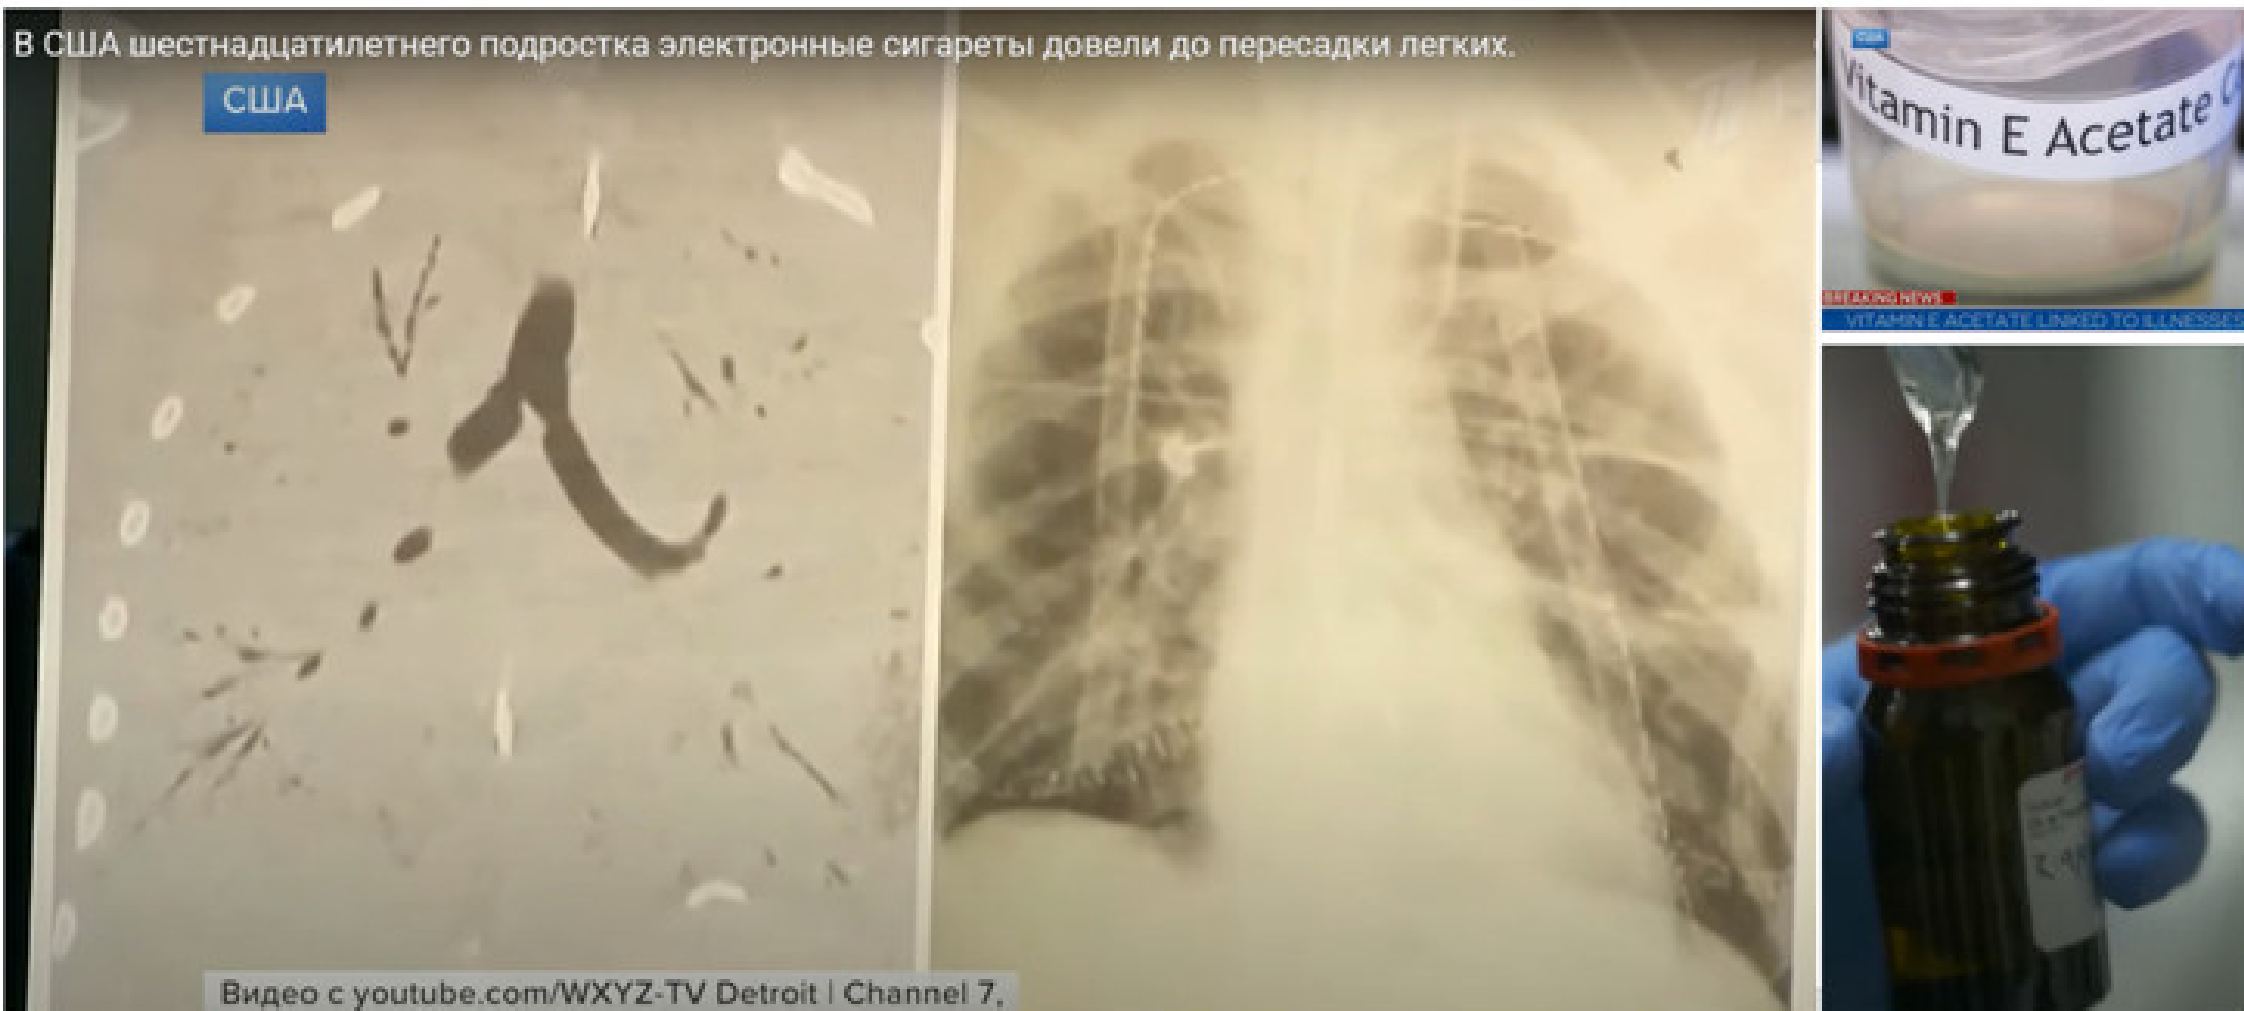 В США шестнадцатилетнего подростка электронные сигареты довели до пересадки легких.
США
Видео с youtube.com/WXYZ-TV Detroit | Channel 7,
США
Vitamin E Acetate
BREAKING NEWS
VITAMIN E ACETATE LINKED TO ILLNESSES